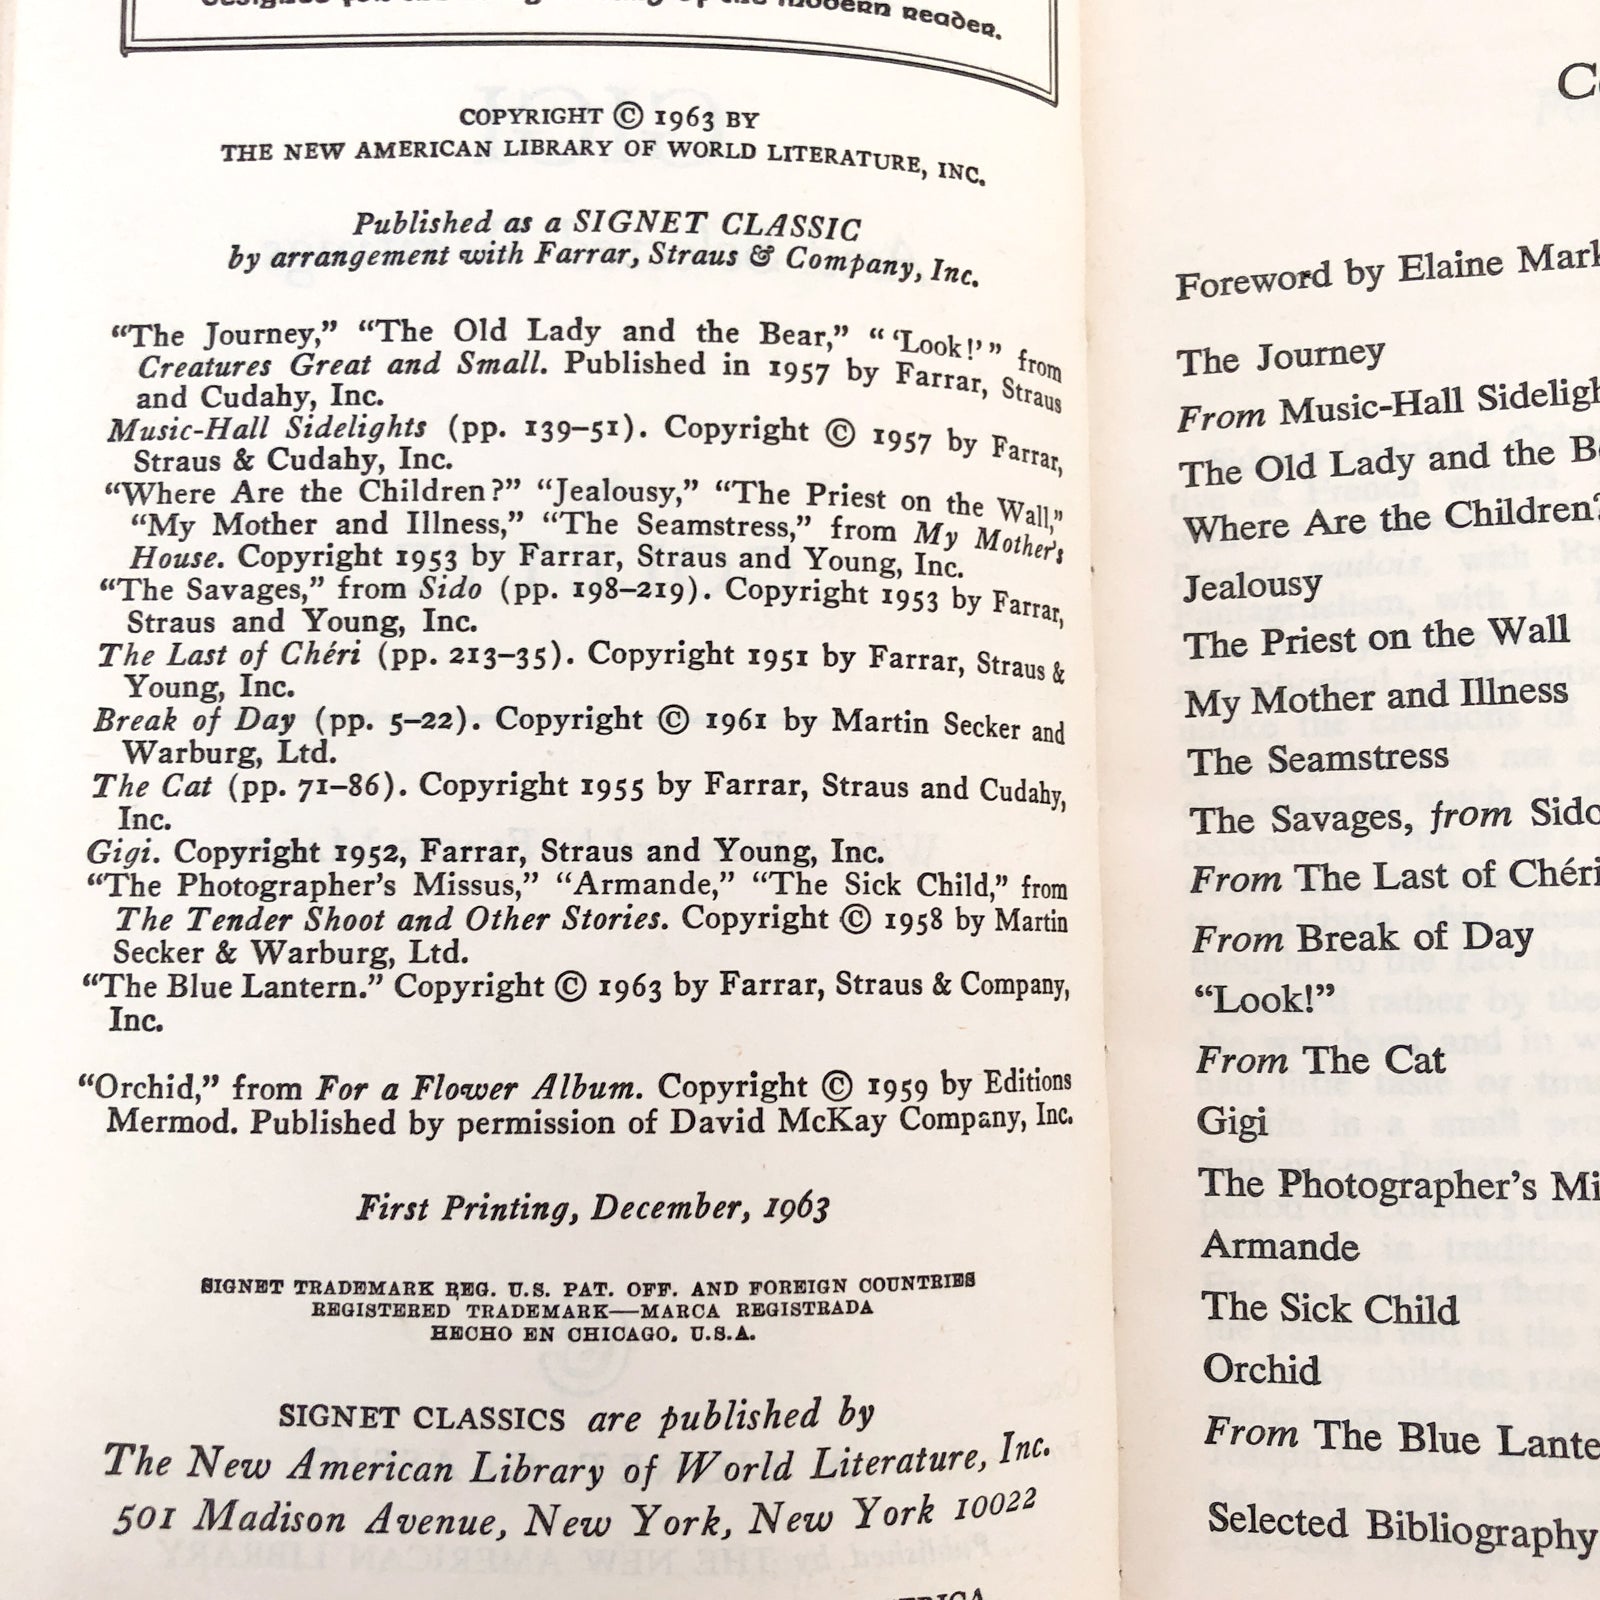 modern reader.
COPYRIGHT © 1963 BY
THE NEW AMERICAN LIBRARY OF WORLD LITERATURE, INC.
Published as a SIGNET CLASSIC
by arrangement with Farrar, Straus & Company, Inc.
“The Journey,” “The Old Lady and the Bear,” “ ‘Look!’ ” from
Creatures Great and Small. Published in 1957 by Farrar, Straus
and Cudahy, Inc.
Music-Hall Sidelights (pp. 139–51). Copyright © 1957 by Farrar,
Straus & Cudahy, Inc.
“Where Are the Children?” “Jealousy,” “The Priest on the Wall,”
“My Mother and Illness,” “The Seamstress,” from My Mother’s
House. Copyright 1953 by Farrar, Straus and Young, Inc.
“The Savages,” from Sido (pp. 198–219). Copyright 1953 by Farrar,
Straus and Young, Inc.
The Last of Chéri (pp. 213–35). Copyright 1951 by Farrar, Straus &
Young, Inc.
Break of Day (pp. 5–22). Copyright © 1961 by Martin Secker and
Warburg, Ltd.
The Cat (pp. 71–86). Copyright 1955 by Farrar, Straus and Cudahy,
Inc.
Gigi. Copyright 1952, Farrar, Straus and Young, Inc.
“The Photographer’s Missus,” “Armande,” “The Sick Child,” from
The Tender Shoot and Other Stories. Copyright © 1958 by Martin
Secker & Warburg, Ltd.
“The Blue Lantern.” Copyright © 1963 by Farrar, Straus & Company,
Inc.
“Orchid,” from For a Flower Album. Copyright © 1959 by Editions
Mermod. Published by permission of David McKay Company, Inc.
First Printing, December, 1963
SIGNET TRADEMARK REG. U.S. PAT. OFF. AND FOREIGN COUNTRIES
REGISTERED TRADEMARK—MARCA REGISTRADA
HECHO EN CHICAGO, U.S.A.
SIGNET CLASSICS are published by
The New American Library of World Literature, Inc.
501 Madison Avenue, New York, New York 10022
Foreword by Elaine Mark
The Journey
From Music-Hall Sideligh
The Old Lady and the B
Where Are the Children?
Jealousy
The Priest on the Wall
My Mother and Illness
The Seamstress
The Savages, from Sido
From The Last of Chéri
From Break of Day
“Look!”
From The Cat
Gigi
The Photographer’s Mi
Armande
The Sick Child
Orchid
From The Blue Lante
Selected Bibliography